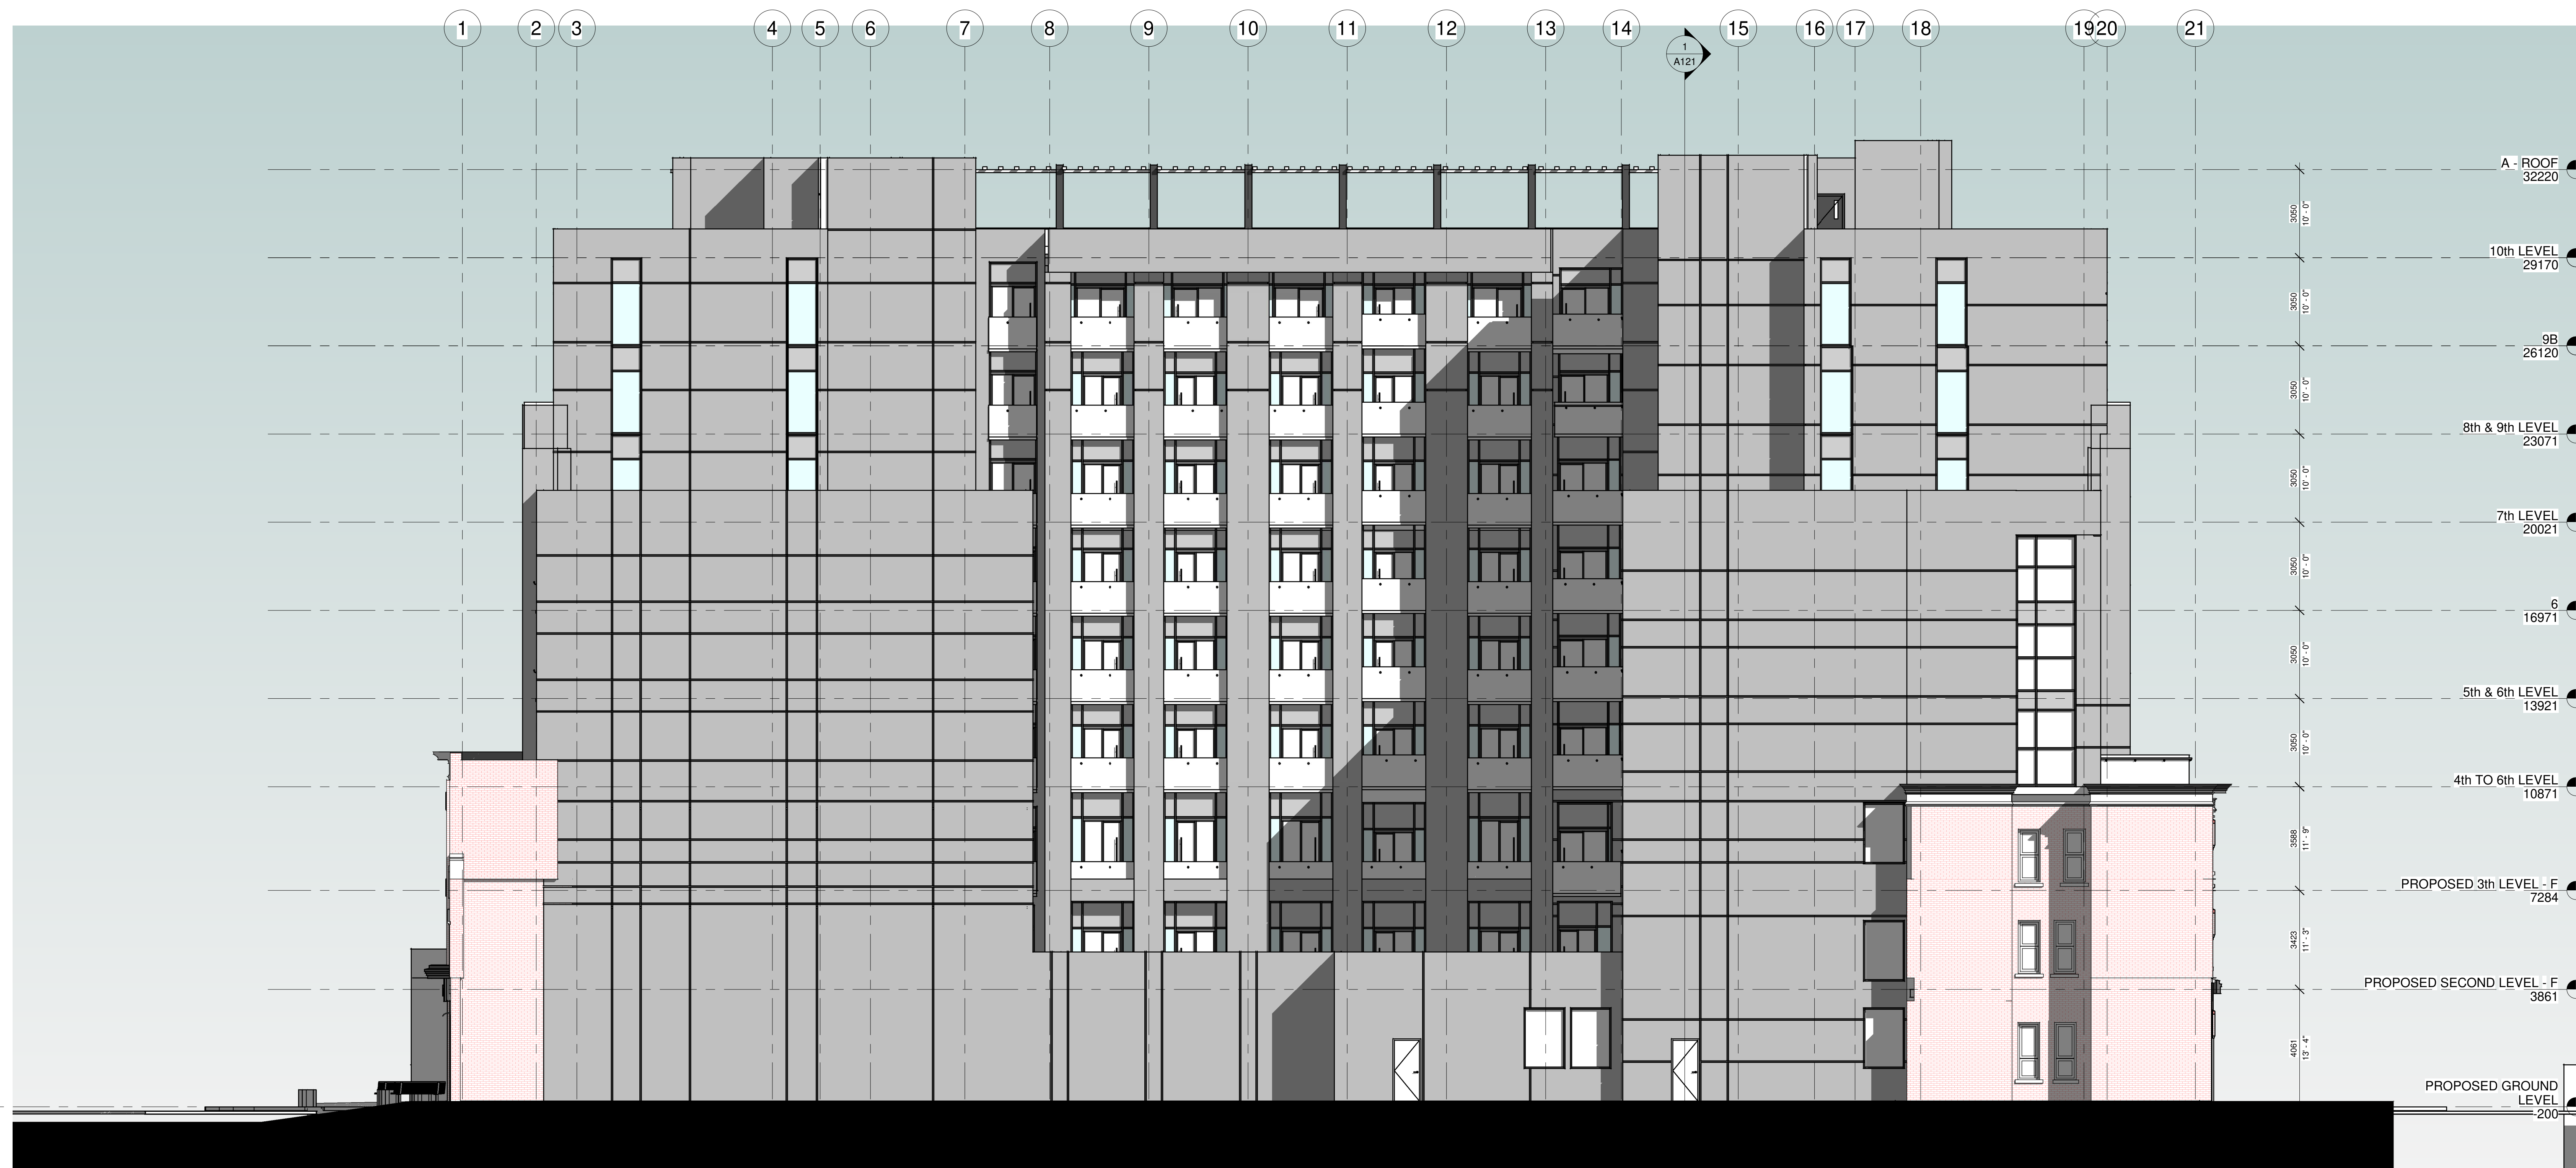 1 2 3 4 5 6 7 8 9 10 11 12 13 14 15 16 17 18 19 20 21
1
A121
A - ROOF
32220
3050
10' - 0"
10th LEVEL
29170
3050
10' - 0"
9B
26120
3050
10' - 0"
8th & 9th LEVEL
23071
3050
10' - 0"
7th LEVEL
20021
3050
10' - 0"
6
16971
3050
10' - 0"
5th & 6th LEVEL
13921
3050
10' - 0"
4th TO 6th LEVEL
10871
3588
11' - 9"
PROPOSED 3th LEVEL - F
7284
3423
11' - 3"
PROPOSED SECOND LEVEL - F
3861
4061
13' - 4"
PROPOSED GROUND
LEVEL
-200